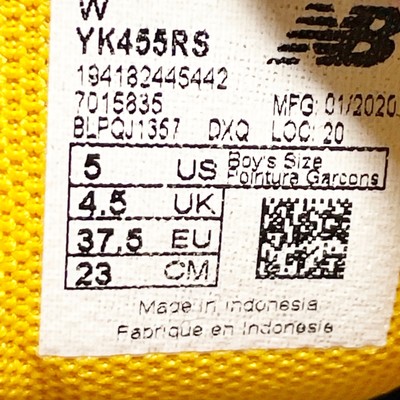 W
YK455RS
194182445442
7015835 MFG: 01/2020
BLPQJ1357 DXQ LOC: 20
5 US Boy's Size
Pointura Garcons
4.5 UK
37.5 EU
23 CM
Made in Indonesia
Fabrique en Indonesie